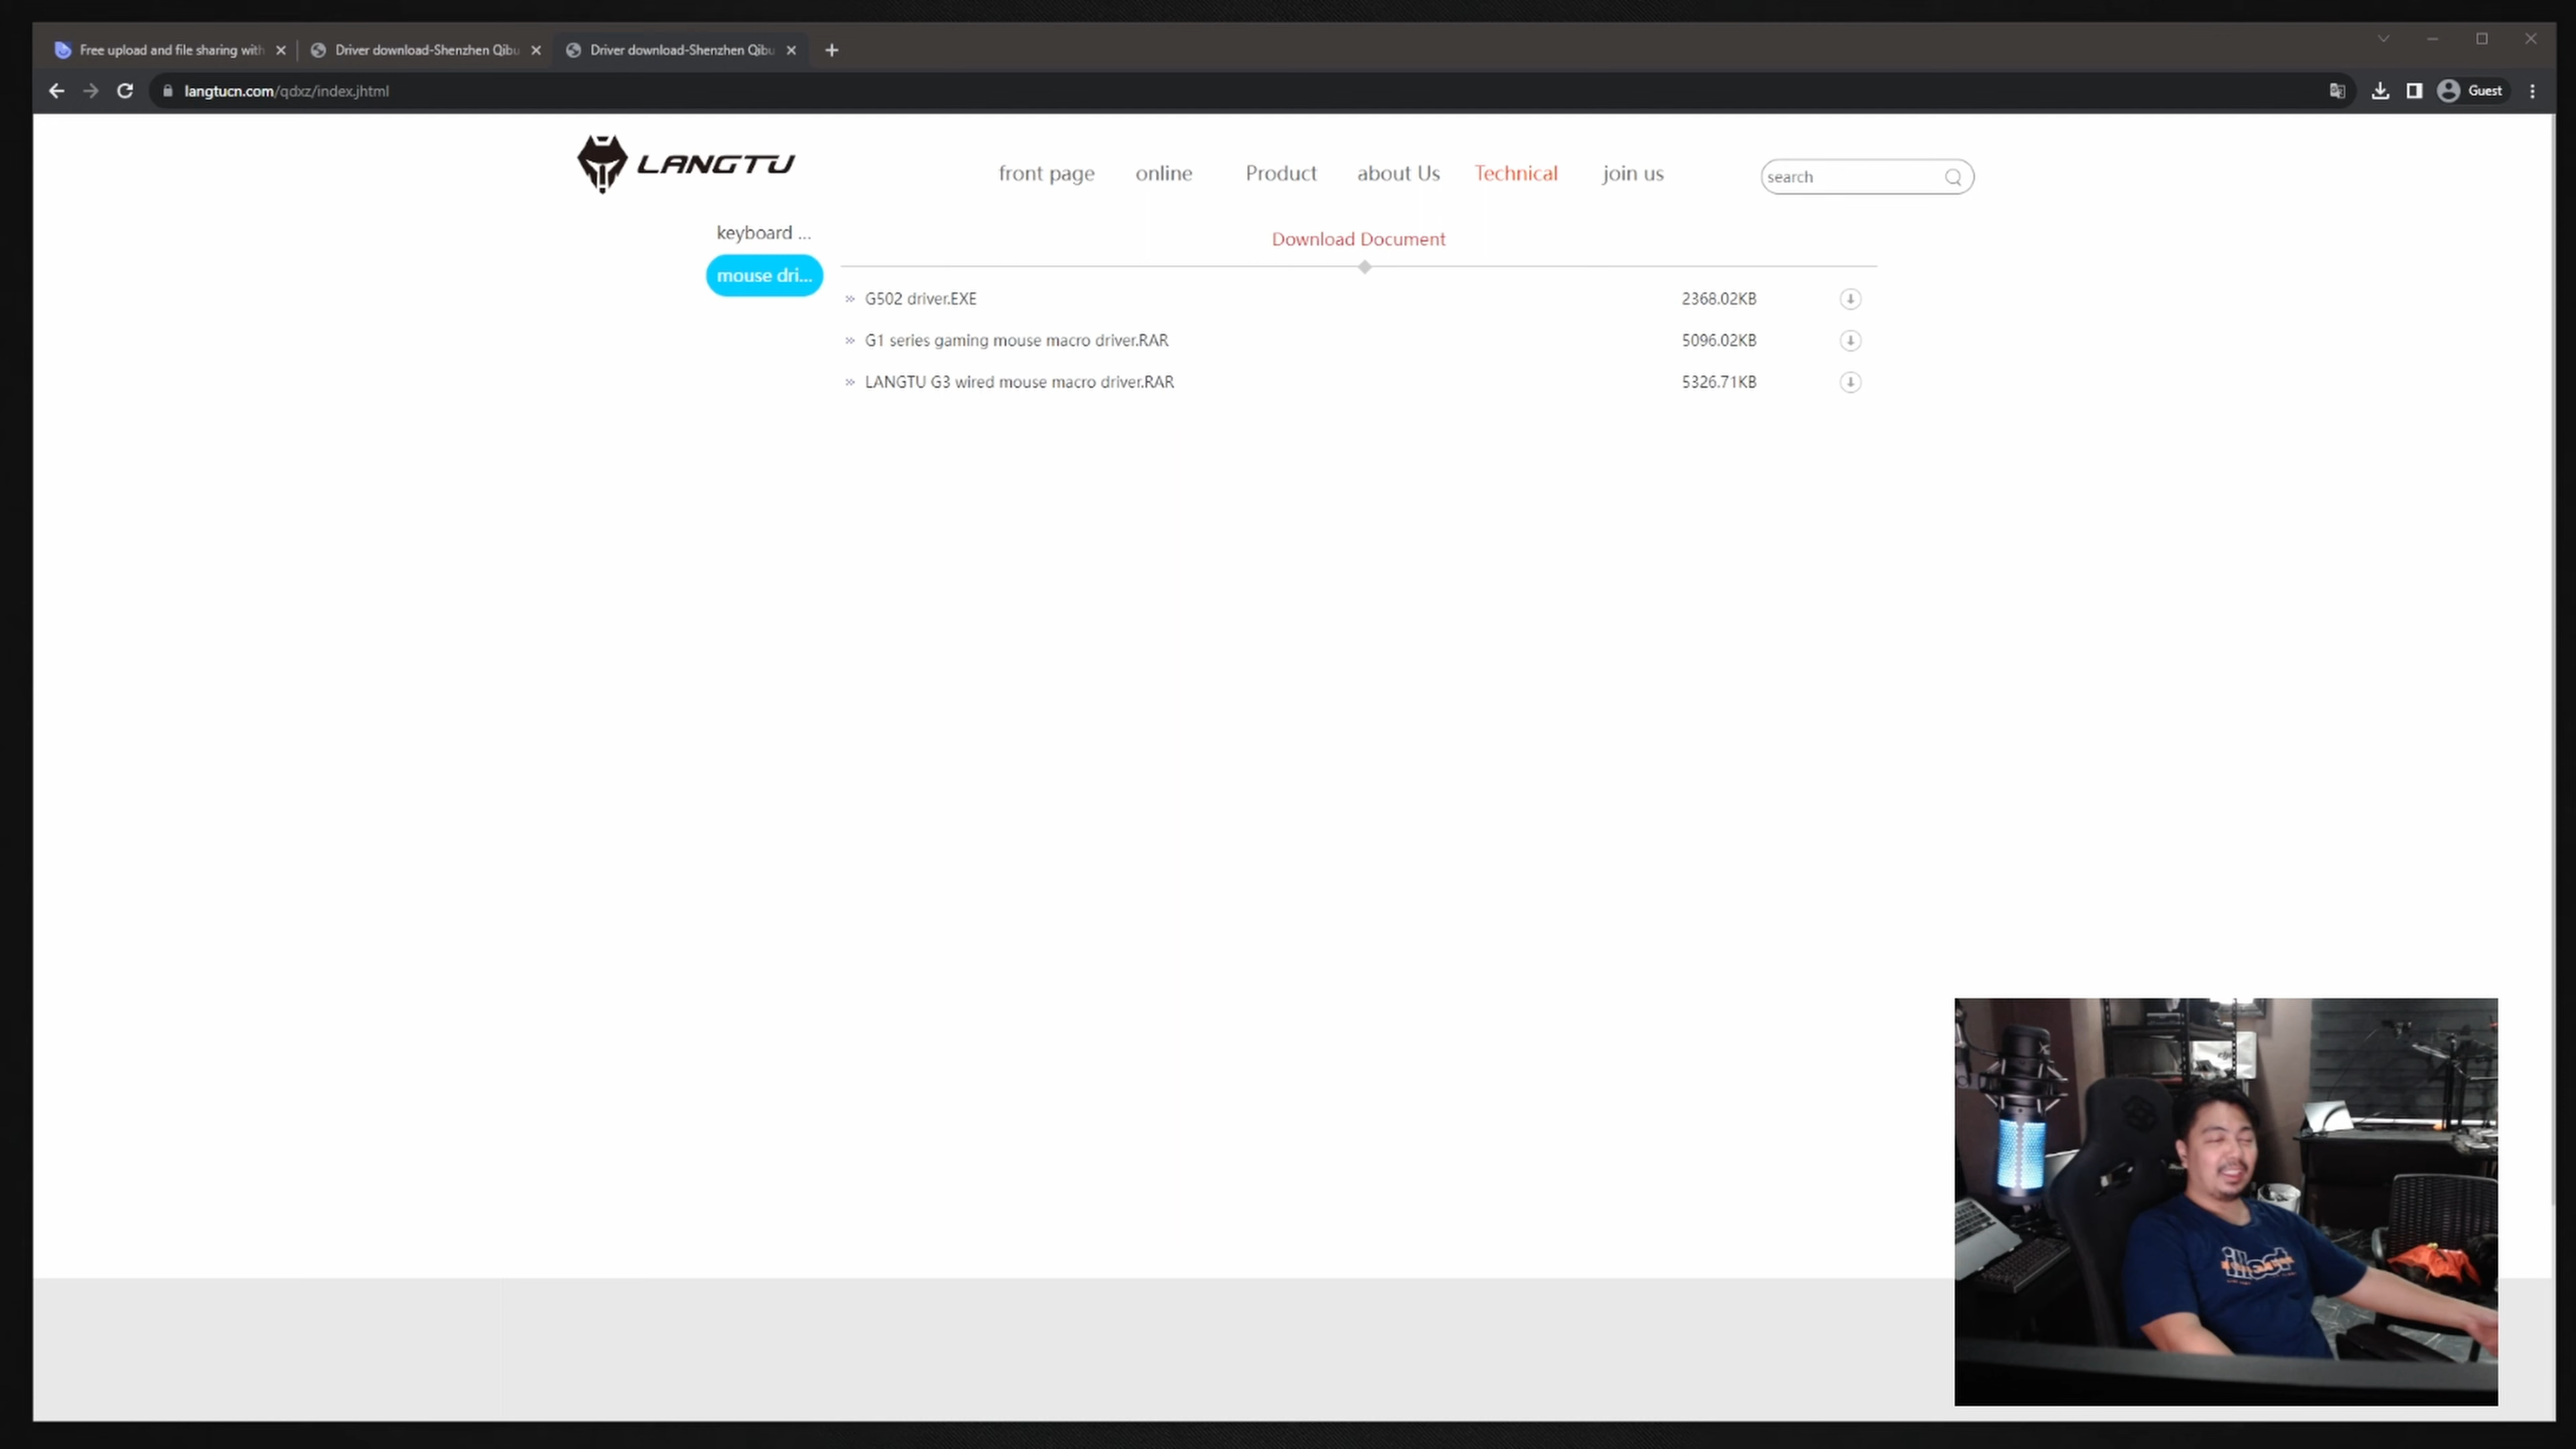 Free upload and file sharing with
Driver download-Shenzhen Qibu
Driver download-Shenzhen Qibu
langtucn.com/qdxz/index.jhtml
Guest
LANGTU
front page
online
Product
about Us
Technical
join us
search
keyboard ...
mouse dri...
Download Document
G502 driver.EXE 2368.02KB
G1 series gaming mouse macro driver.RAR 5096.02KB
LANGTU G3 wired mouse macro driver.RAR 5326.71KB
illest